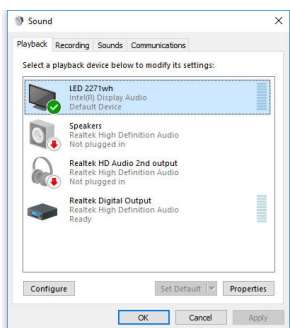 Sound
Playback Recording Sounds Communications
Select a playback device below to modify its settings:
LED 2271wh
Intel(R) Display Audio
Default Device
Speakers
Realtek High Definition Audio
Not plugged in
Realtek HD Audio 2nd output
Realtek High Definition Audio
Not plugged in
Realtek Digital Output
Realtek High Definition Audio
Ready
Configure Set Default Properties
OK Cancel Apply